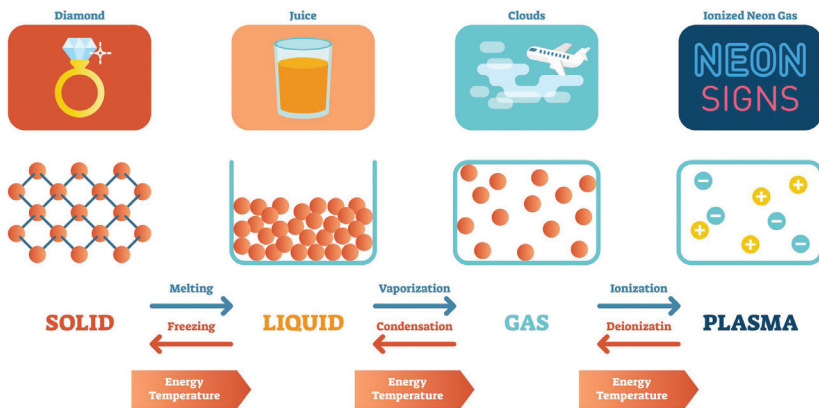 Diamond
Juice
Clouds
Ionized Neon Gas
NEON
SIGNS
+
+
+
+
−
−
−
−
Melting
Vaporization
Ionization
SOLID
LIQUID
GAS
PLASMA
Freezing
Condensation
Deionizatin
Energy
Temperature
Energy
Temperature
Energy
Temperature